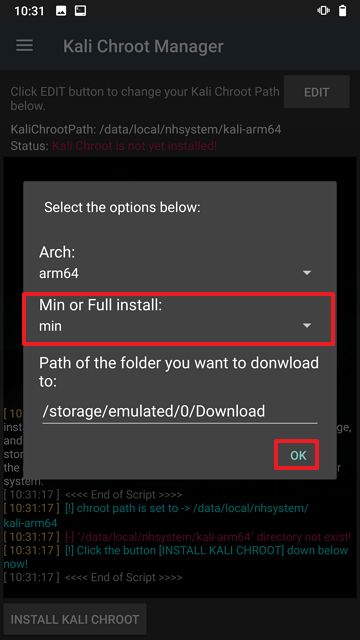 10:31
Kali Chroot Manager
Click EDIT button to change your Kali Chroot Path
below.
EDIT
KaliChrootPath: /data/local/nhsystem/kali-arm64
Status: Kali Chroot is not yet installed!
Select the options below:
Arch:
arm64
Min or Full install:
min
Path of the folder you want to donwload
to:
/storage/emulated/0/Download
OK
[ 10
inst
ge,
and
stor
the
system.
[ 10:31:17 ] <<<< End of Script >>>>
[ 10:31:17 ] [!] chroot path is set to -> /data/local/nhsystem/
kali-arm64
[ 10:31:17 ] [-] "/data/local/nhsystem/kali-arm64" directory not exist!
[ 10:31:17 ] [!] Click the button [INSTALL KALI CHROOT] down below
now!
[ 10:31:17 ] <<<< End of Script >>>>
INSTALL KALI CHROOT